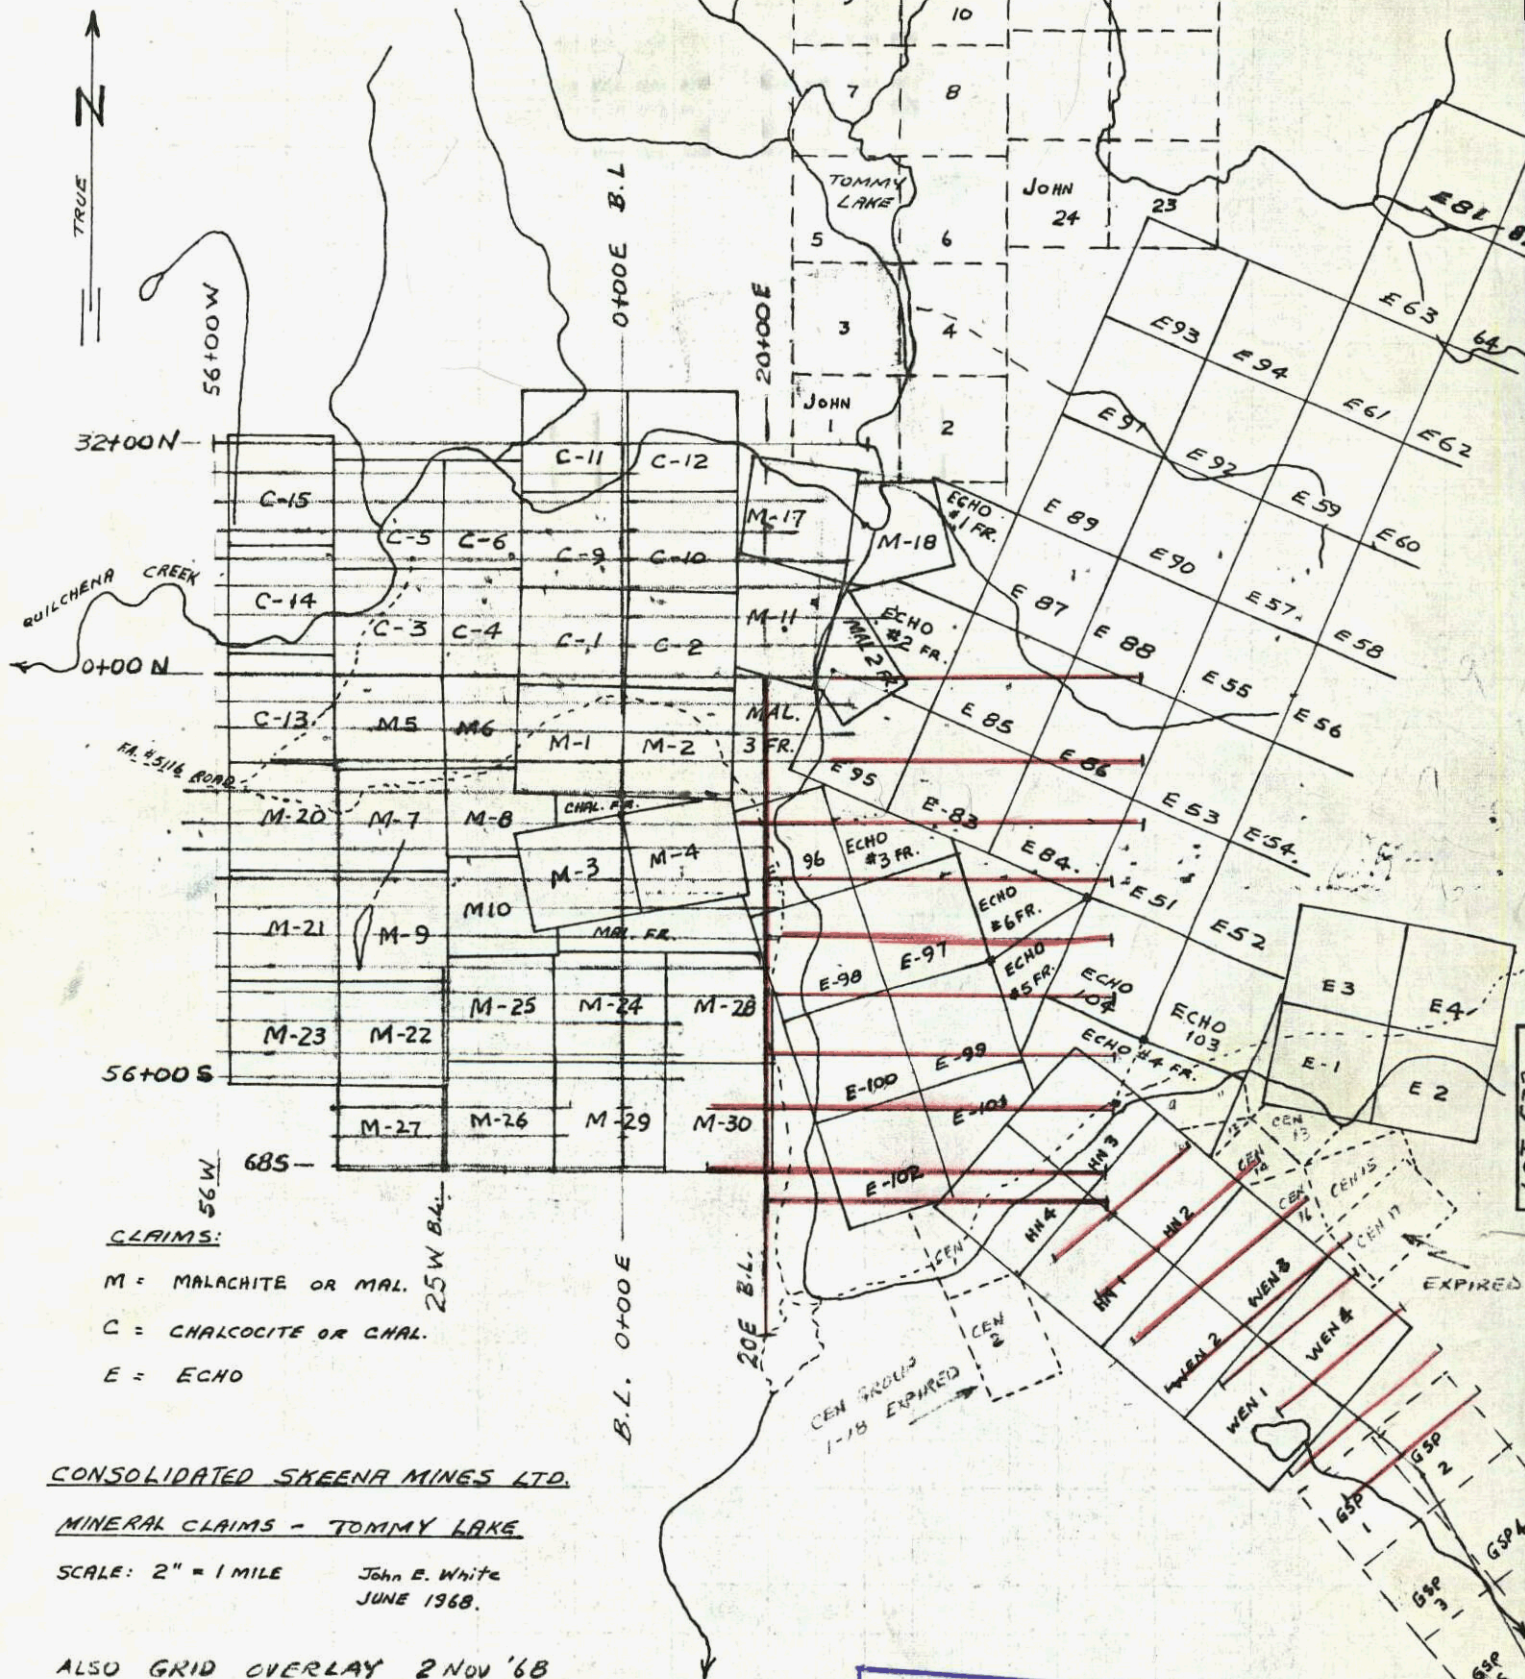 N
TRUE
10
7
8
TOMMY
LAKE
5
6
JOHN
24
23
3
4
JOHN
1
2
56+00W
0+00E B.L
20+00E
32+00N
C-15
C-5
C-6
C-11
C-12
C-9
C-10
M-17
M-18
ECHO
#1 FR.
QUILCHENA CREEK
C-14
C-3
C-4
C-1
C-2
M-11
MAL 2 FR.
ECHO
#2 FR.
0+00N
C-13
M5
M6
M-1
M-2
MAL.
3 FR.
M-20
M-7
M-8
CHAL. FR.
M-3
M-4
M-21
M-9
M10
MAL. FR.
M-23
M-22
M-25
M-24
M-28
56+00S
M-27
M-26
M-29
M-30
68S
56W
25W B.L.
B.L. 0+00E
20E B.L.
E81
E63
64
E93
E94
E61
E62
E91
E92
E59
E60
E89
E90
E57
E58
E87
E88
E55
E56
E85
E86
E53
E54
E95
E-83
E84
E51
E52
96
ECHO
#3 FR.
ECHO
#6 FR.
ECHO
#5 FR.
E-98
E-97
ECHO
104
ECHO
103
ECHO #4 FR.
E-100
E-99
E-101
E-102
E3
E4
E-1
E2
HN 3
HN 4
HN 2
HN 1
WEN 3
WEN 2
WEN 4
WEN 1
CEN
13
CEN
CEN
16
CEN 15
CEN 17
EXPIRED
CEN
CEN
CEN GROUP
1-18 EXPIRED
GSP
2
GSP
1
GSP
3
GSP 4
GSP
CLAIMS:
M = MALACHITE OR MAL.
C = CHALCOCITE OR CHAL.
E = ECHO
CONSOLIDATED SKEENA MINES LTD.
MINERAL CLAIMS - TOMMY LAKE
SCALE: 2" = 1 MILE
John E. White
JUNE 1968.
ALSO GRID OVERLAY 2 NOV '68